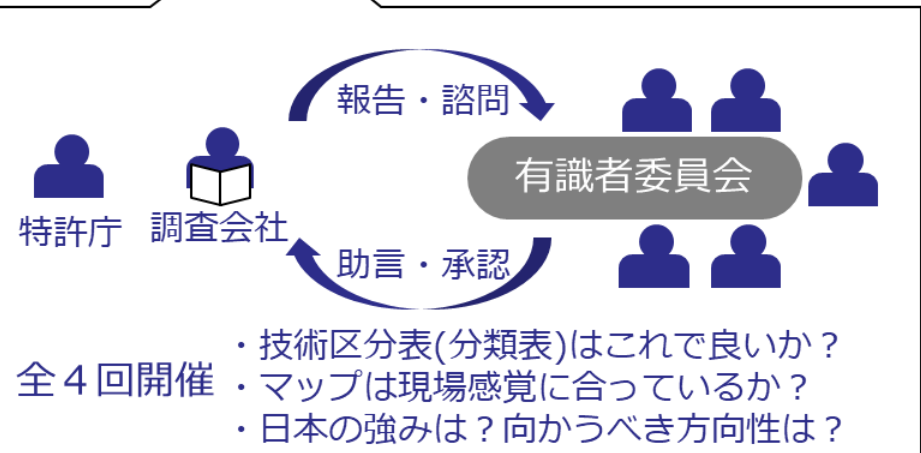 報告・諮問
有識者委員会
特許庁
調査会社
助言・承認
全４回開催
・技術区分表(分類表)はこれで良いか？
・マップは現場感覚に合っているか？
・日本の強みは？向かうべき方向性は？